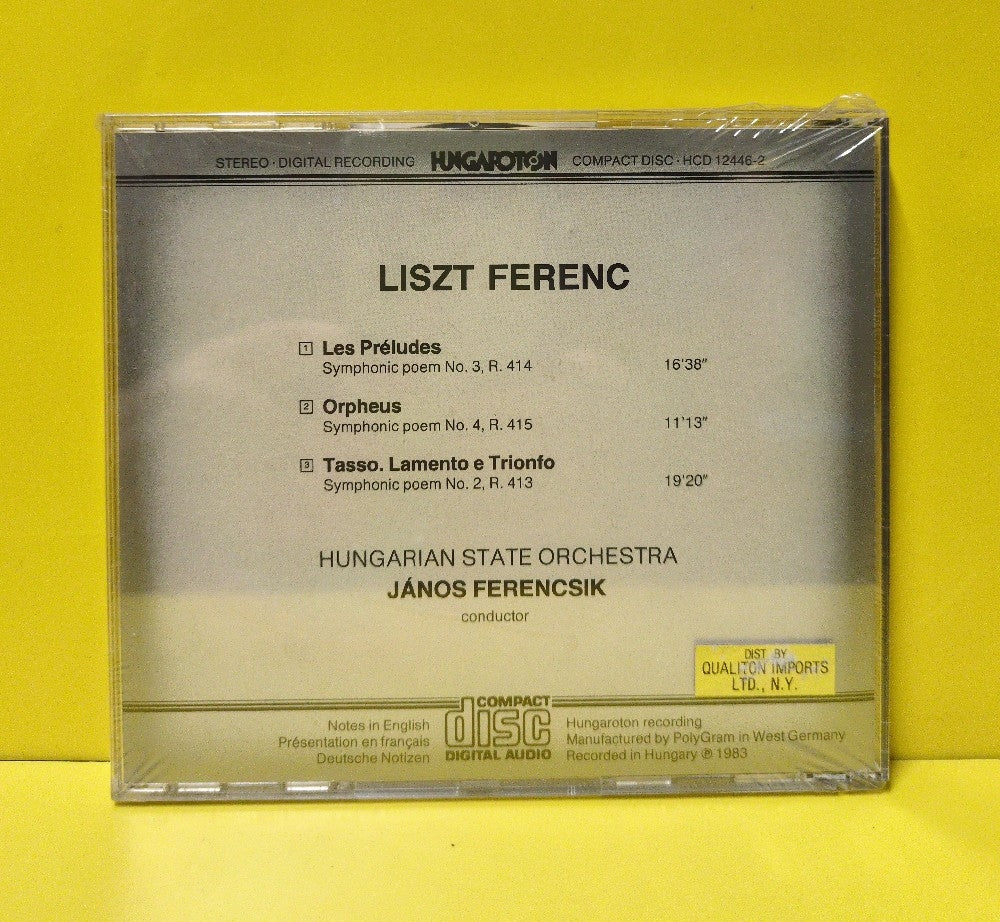 STEREO · DIGITAL RECORDING HUNGAROTON COMPACT DISC · HCD 12446-2
LISZT FERENC
1 Les Préludes
Symphonic poem No. 3, R. 414 16'38"
2 Orpheus
Symphonic poem No. 4, R. 415 11'13"
3 Tasso. Lamento e Trionfo
Symphonic poem No. 2, R. 413 19'20"
HUNGARIAN STATE ORCHESTRA
JÁNOS FERENCSIK
conductor
DIST BY
QUALITON IMPORTS
LTD., N.Y.
Notes in English
Présentation en français
Deutsche Notizen
COMPACT
disc
DIGITAL AUDIO
Hungaroton recording
Manufactured by PolyGram in West Germany
Recorded in Hungary ℗ 1983